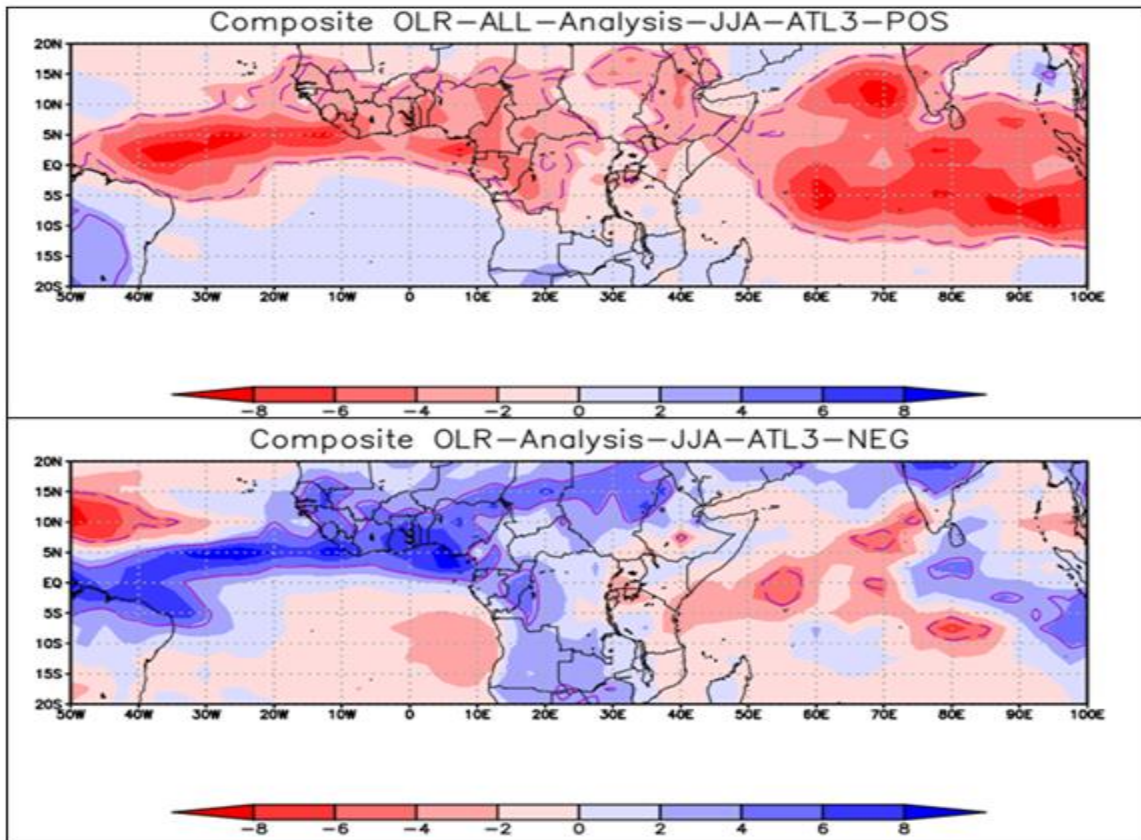 Composite OLR-ALL-Analysis-JJA-ATL3-POS
20N
15N
10N
5N
EQ
5S
10S
15S
20S
50W 40W 30W 20W 10W 0 10E 20E 30E 40E 50E 60E 70E 80E 90E 100E
-8 -6 -4 -2 0 2 4 6 8
Composite OLR-Analysis-JJA-ATL3-NEG
20N
15N
10N
5N
EQ
5S
10S
15S
20S
50W 40W 30W 20W 10W 0 10E 20E 30E 40E 50E 60E 70E 80E 90E 100E
-8 -6 -4 -2 0 2 4 6 8